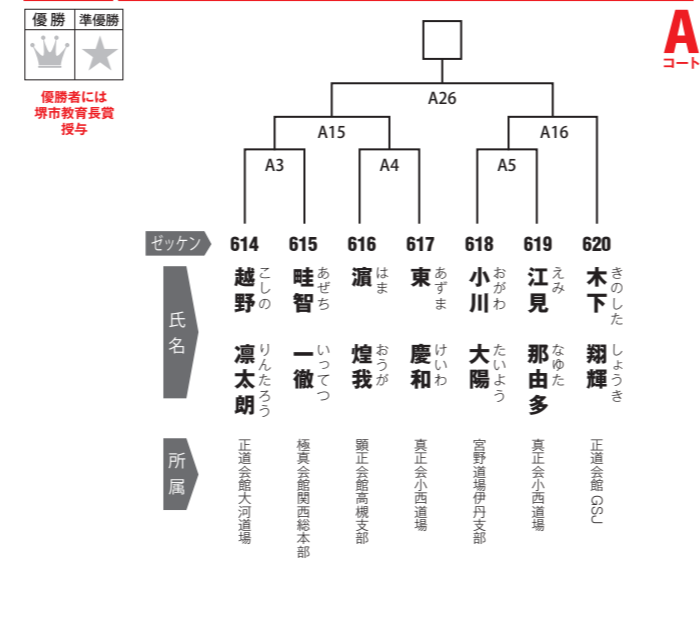 優勝 準優勝
優勝者には
堺市教育長賞
授与
A
コート
A26
A15 A16
A3 A4 A5
ゼッケン 614 615 616 617 618 619 620
氏名
越野 凛太朗 こしの りんたろう
畦智 一徹 あぜち いってつ
濵 煌我 はま おうが
東 慶和 あずま けいわ
小川 大陽 おがわ たいよう
江見 那由多 えみ なゆた
木下 翔輝 きのした しょうき
所属
正道会館大河道場
極真会館関西総本部
顕正会館高槻支部
真正会小西道場
宮野道場伊丹支部
真正会小西道場
正道会館 GSJ